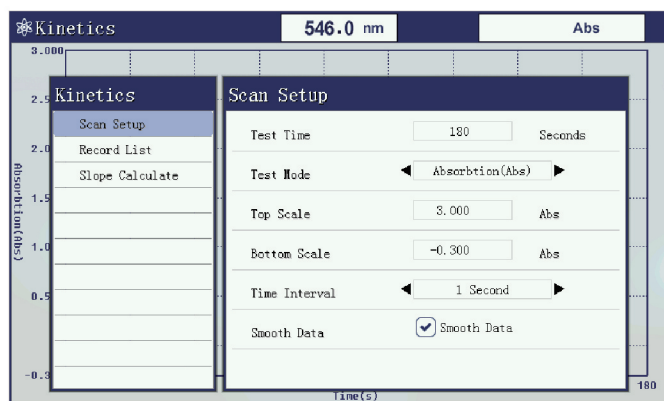 Kinetics
546.0 nm
Abs
3.000
2.5
2.0
1.5
1.0
0.5
-0.3
Absorbtion(Abs)
Kinetics
Scan Setup
Record List
Slope Calculate
Scan Setup
Test Time 180 Seconds
Test Mode Absorbtion(Abs)
Top Scale 3.000 Abs
Bottom Scale -0.300 Abs
Time Interval 1 Second
Smooth Data Smooth Data
180
Time(s)